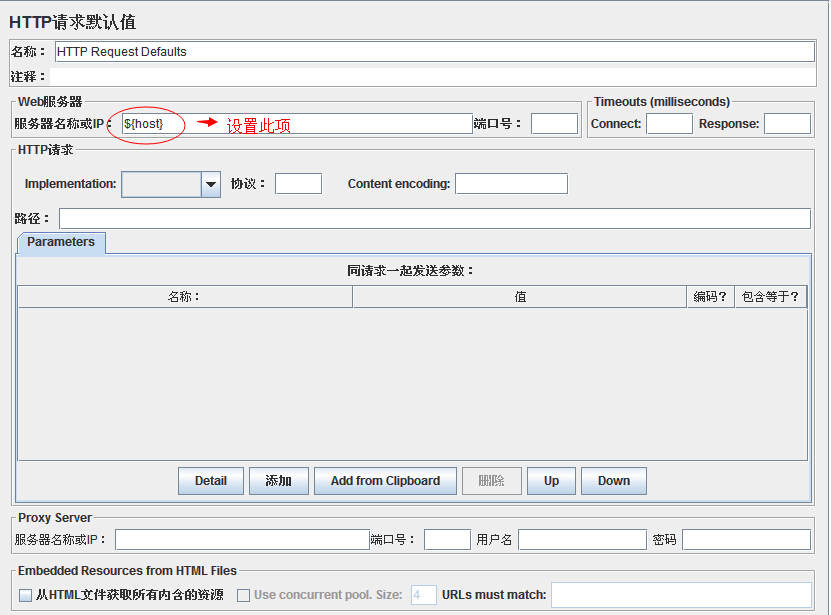 HTTP请求默认值
名称： HTTP Request Defaults
注释：
Web服务器 Timeouts (milliseconds)
服务器名称或IP： ${host} 设置此项 端口号： Connect: Response:
HTTP请求
Implementation: 协议： Content encoding:
路径：
Parameters
同请求一起发送参数：
名称： 值 编码? 包含等于?
Detail 添加 Add from Clipboard 删除 Up Down
Proxy Server
服务器名称或IP： 端口号： 用户名 密码
Embedded Resources from HTML Files
从HTML文件获取所有内含的资源 Use concurrent pool. Size: 4 URLs must match: